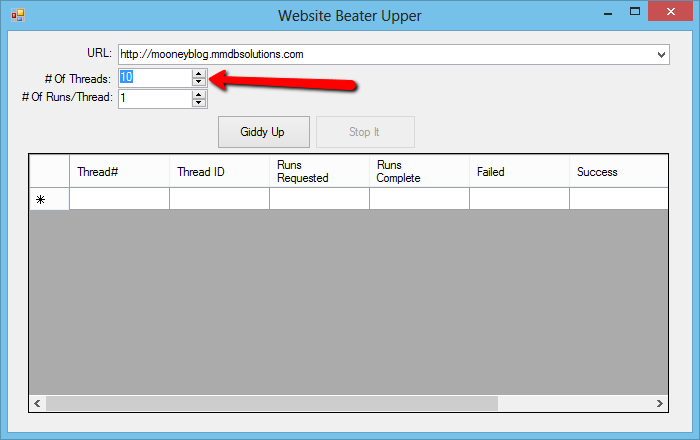 Website Beater Upper
URL: http://mooneyblog.mmdbsolutions.com
# Of Threads: 10
# Of Runs/Thread: 1
Giddy Up Stop It
Thread# Thread ID Runs Requested Runs Complete Failed Success